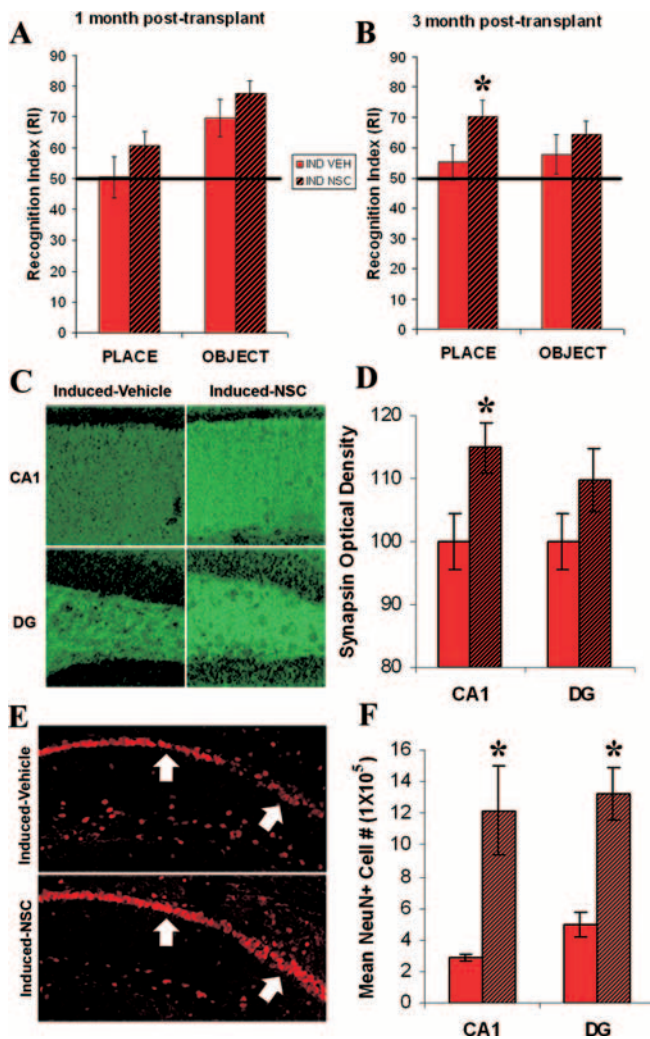 A
1 month post-transplant
Recognition Index (RI)
90
80
70
60
50
40
30
20
10
0
PLACE
OBJECT
IND VEH
IND NSC
B
3 month post-transplant
Recognition Index (RI)
90
80
70
60
50
40
30
20
10
0
*
PLACE
OBJECT
C
Induced-Vehicle
Induced-NSC
CA1
DG
D
Synapsin Optical Density
120
110
100
90
80
*
CA1
DG
E
Induced-Vehicle
Induced-NSC
F
Mean NeuN+ Cell # (1X10⁵)
16
14
12
10
8
6
4
2
0
*
*
CA1
DG